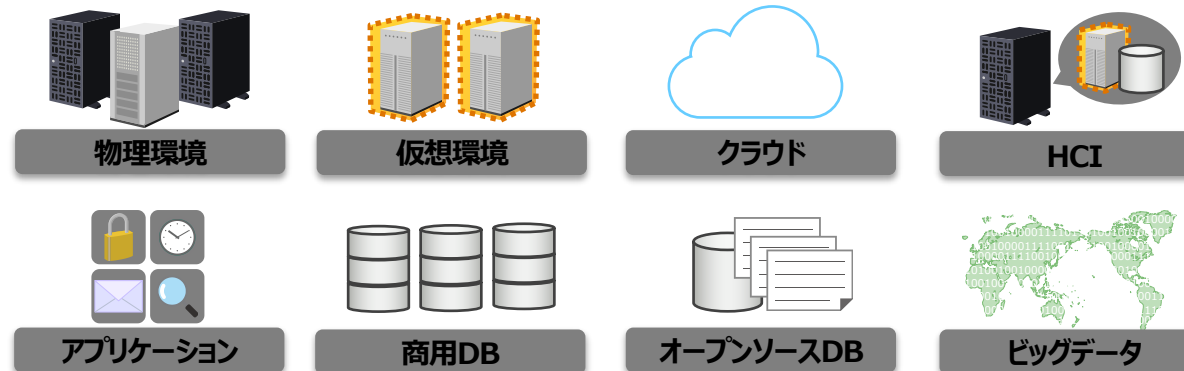 物理環境
仮想環境
クラウド
HCI
アプリケーション
商用DB
オープンソースDB
ビッグデータ